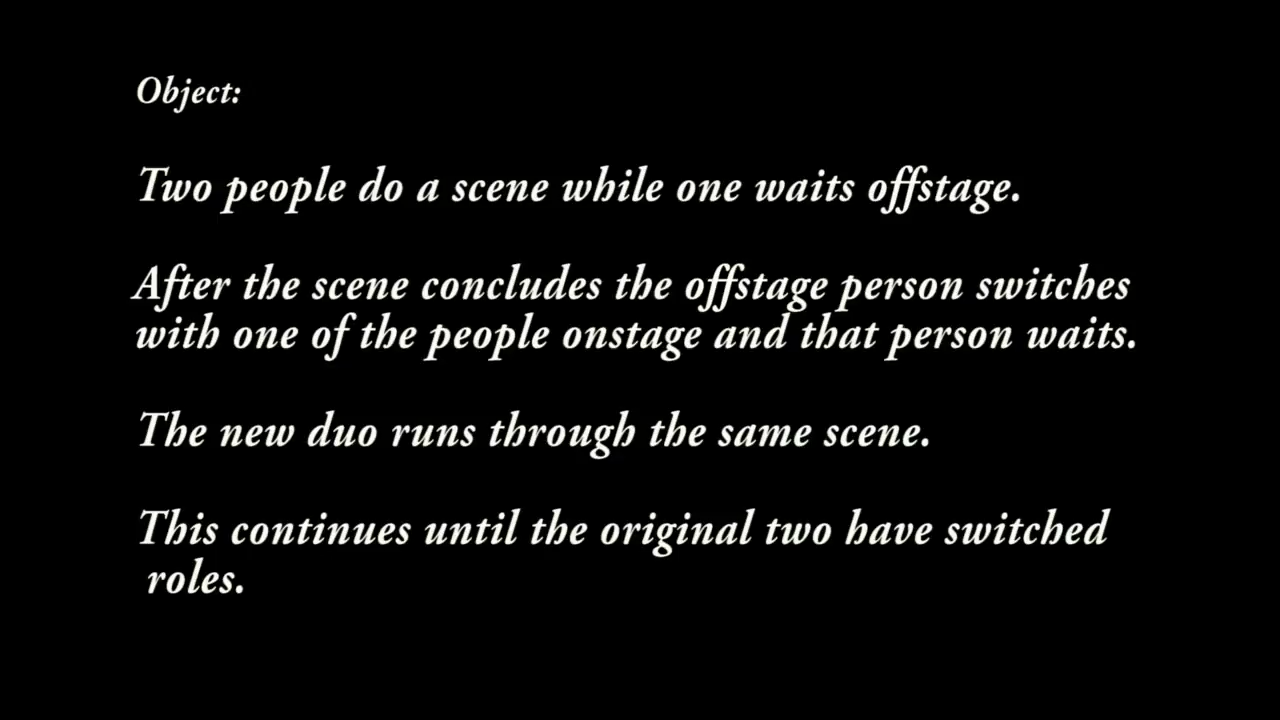 Object:
Two people do a scene while one waits offstage.
After the scene concludes the offstage person switches
with one of the people onstage and that person waits.
The new duo runs through the same scene.
This continues until the original two have switched
roles.